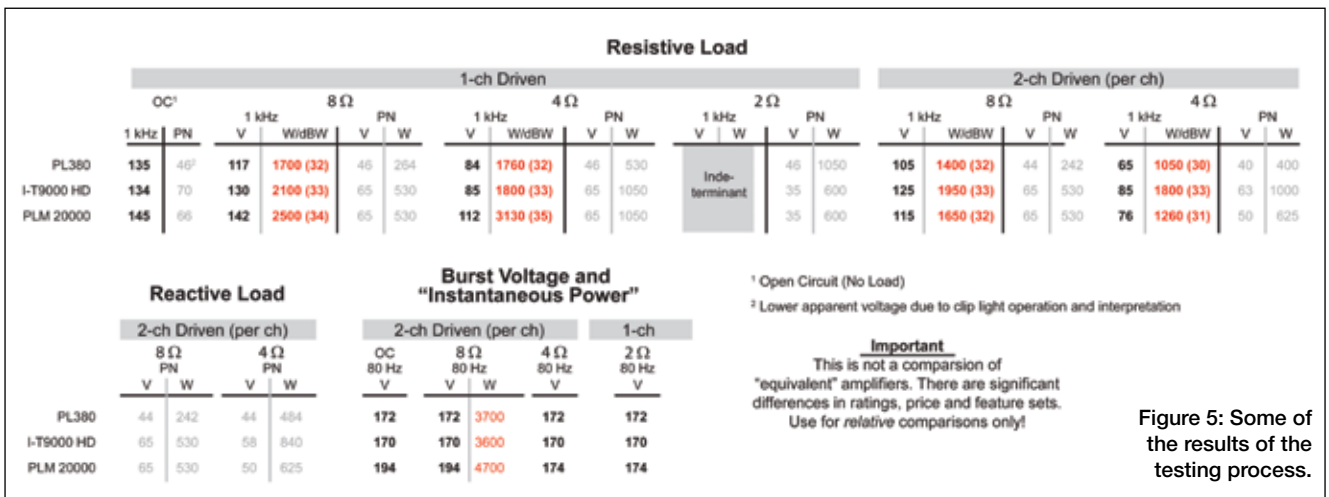 Resistive Load
1-ch Driven 2-ch Driven (per ch)
OC¹ 8 Ω 4 Ω 2 Ω 8 Ω 4 Ω
1 kHz PN 1 kHz PN 1 kHz PN 1 kHz PN 1 kHz PN
1 kHz PN V W/dBW V W V W/dBW V W V W V W V W/dBW V W V W/dBW V W
PL380 135 46² 117 1700 (32) 46 264 84 1760 (32) 46 530 46 1050 105 1400 (32) 44 242 65 1050 (30) 40 400
Inde-
terminant
I-T9000 HD 134 70 130 2100 (33) 65 530 85 1800 (33) 65 1050 35 600 125 1950 (33) 65 530 85 1800 (33) 63 1000
PLM 20000 145 66 142 2500 (34) 65 530 112 3130 (35) 65 1050 35 600 115 1650 (32) 65 530 76 1260 (31) 50 625
Reactive Load
2-ch Driven (per ch)
8 Ω 4 Ω
PN PN
V W V W
PL380 44 242 44 484
I-T9000 HD 65 530 58 840
PLM 20000 65 530 50 625
Burst Voltage and
"Instantaneous Power"
2-ch Driven (per ch) 1-ch
OC 8 Ω 4 Ω 2 Ω
80 Hz 80 Hz 80 Hz 80 Hz
V V W V V
172 172 3700 172 172
170 170 3600 170 170
194 194 4700 174 174
¹ Open Circuit (No Load)
² Lower apparent voltage due to clip light operation and interpretation
Important
This is not a comparsion of
"equivalent" amplifiers. There are significant
differences in ratings, price and feature sets.
Use for relative comparisons only!
Figure 5: Some of
the results of the
testing process.